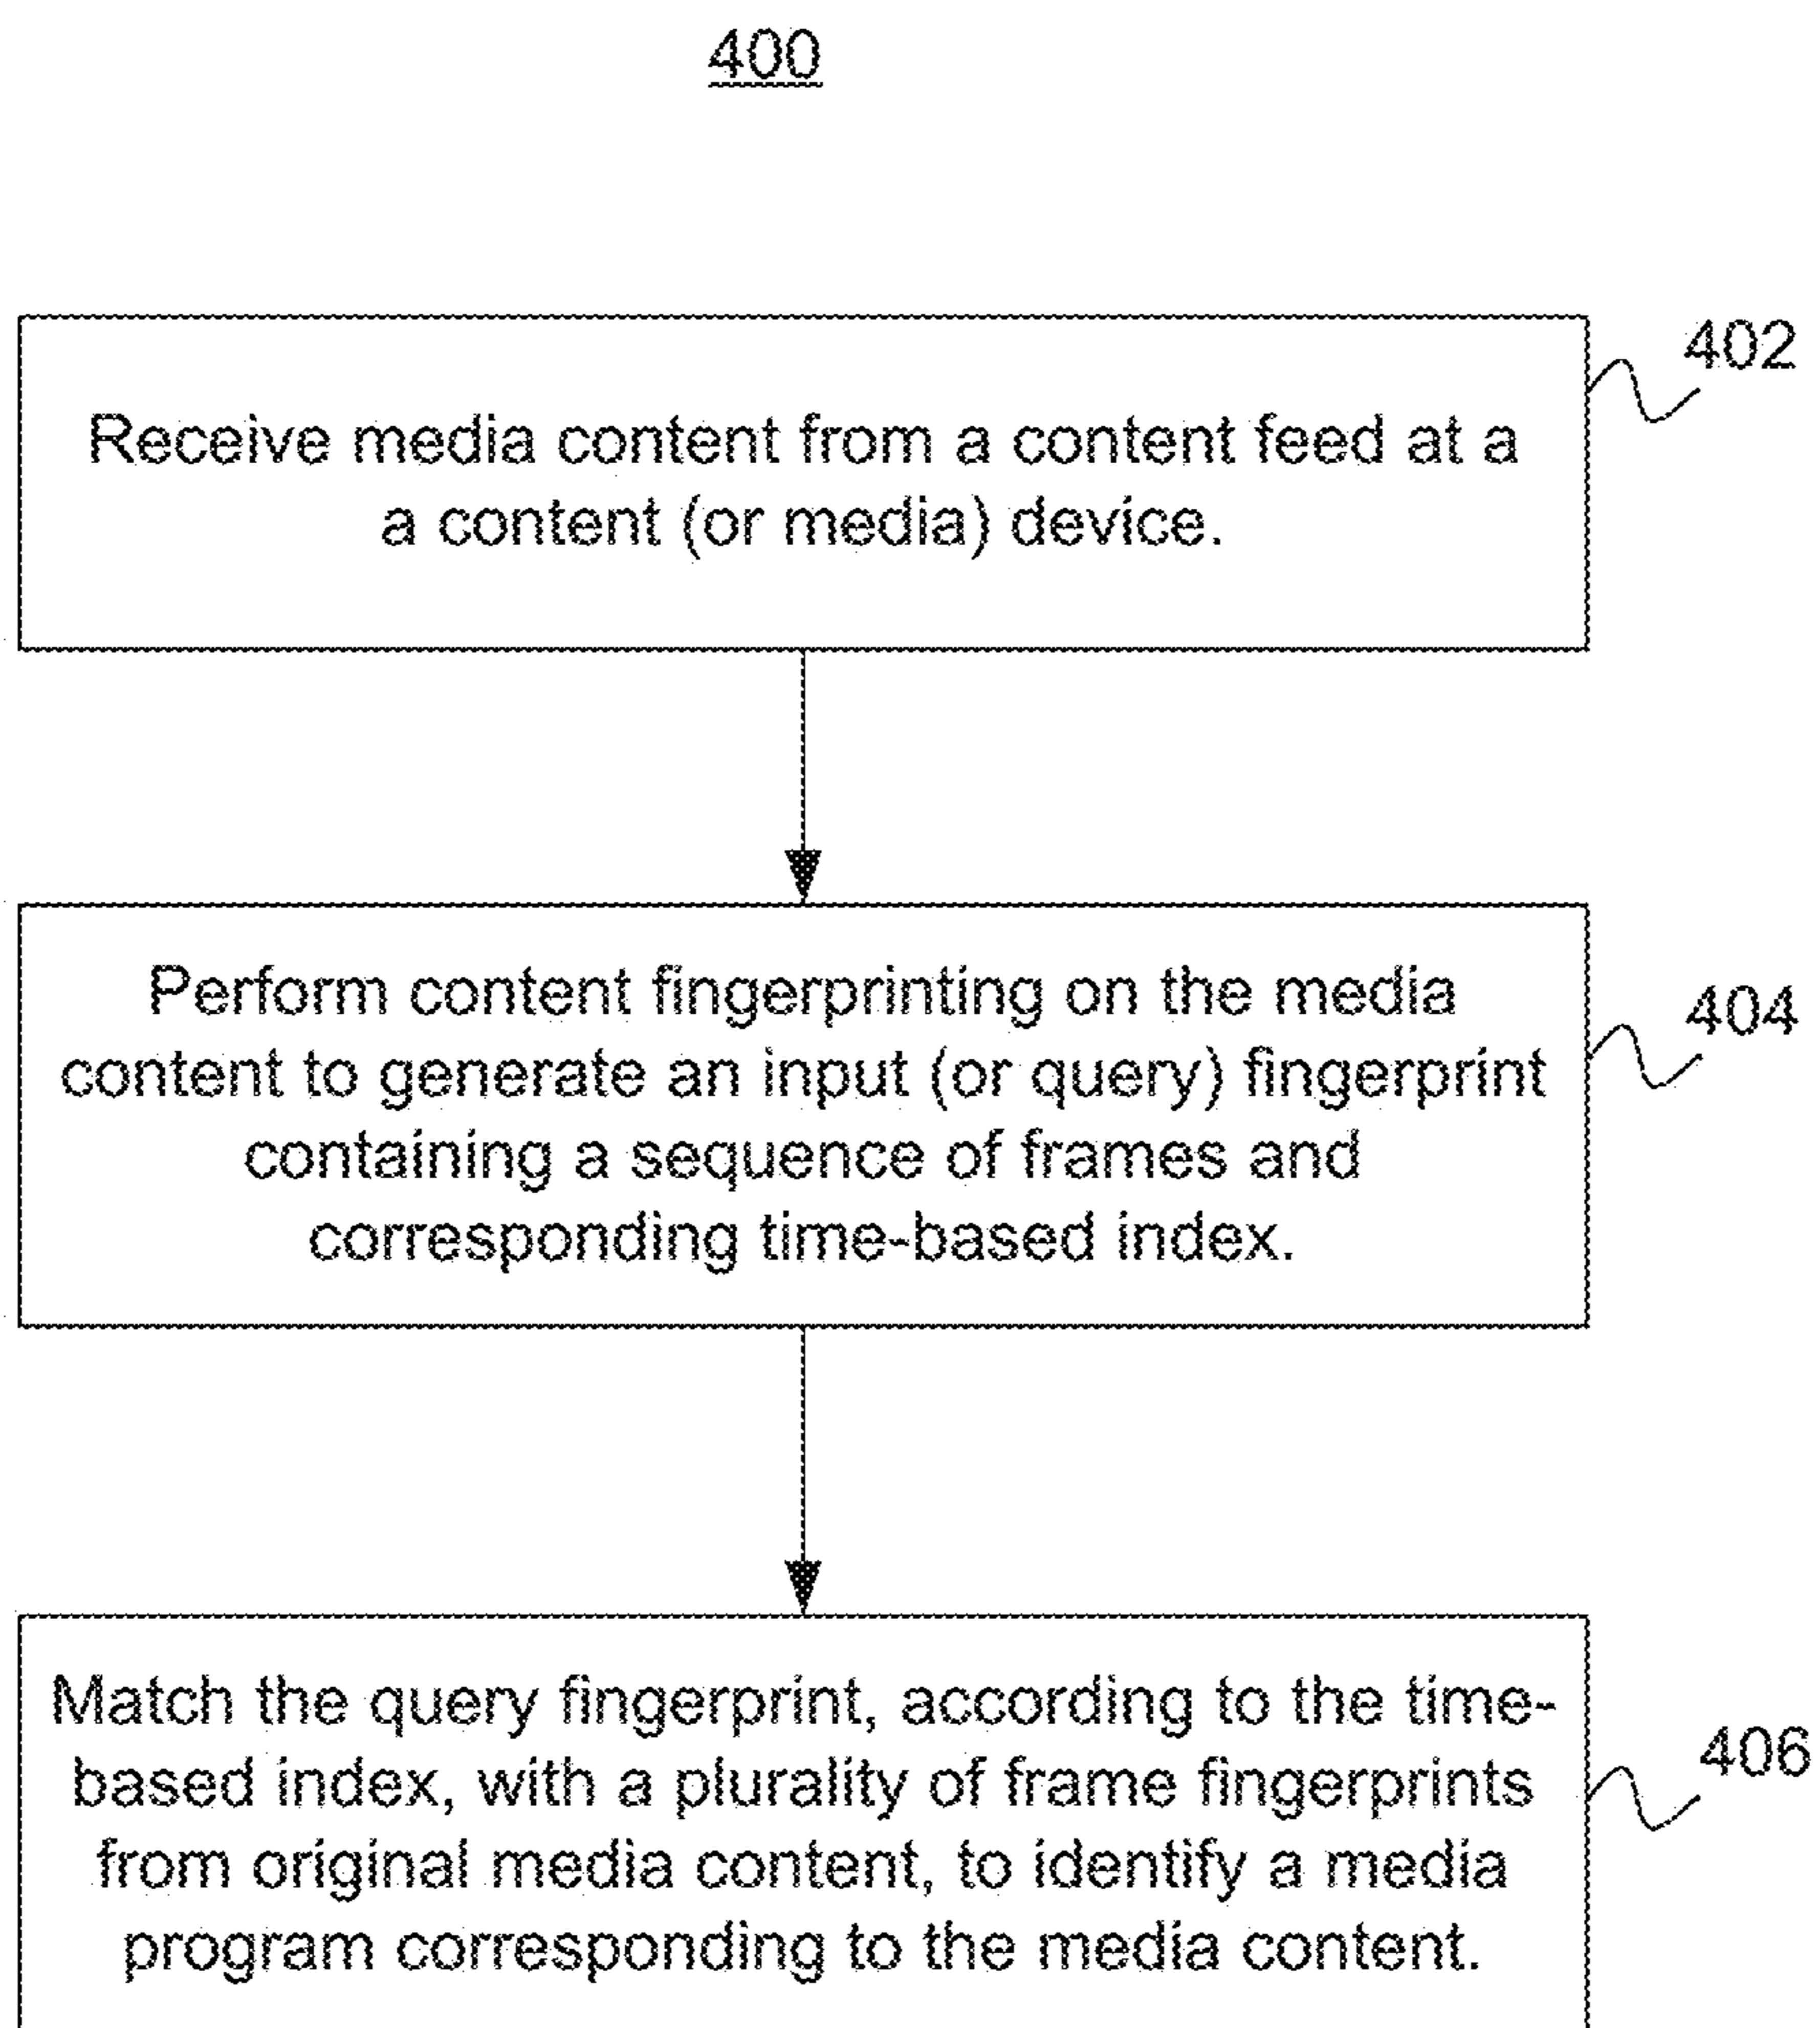 400
402
Receive media content from a content feed at a
a content (or media) device.
404
Perform content fingerprinting on the media
content to generate an input (or query) fingerprint
containing a sequence of frames and
corresponding time-based index.
406
Match the query fingerprint, according to the time-
based index, with a plurality of frame fingerprints
from original media content, to identify a media
program corresponding to the media content.